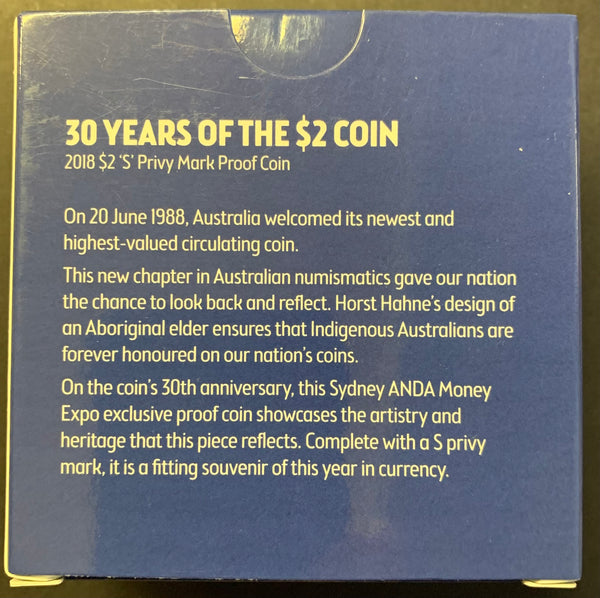 30 YEARS OF THE $2 COIN
2018 $2 ‘S’ Privy Mark Proof Coin
On 20 June 1988, Australia welcomed its newest and
highest-valued circulating coin.
This new chapter in Australian numismatics gave our nation
the chance to look back and reflect. Horst Hahne’s design of
an Aboriginal elder ensures that Indigenous Australians are
forever honoured on our nation’s coins.
On the coin’s 30th anniversary, this Sydney ANDA Money
Expo exclusive proof coin showcases the artistry and
heritage that this piece reflects. Complete with a S privy
mark, it is a fitting souvenir of this year in currency.